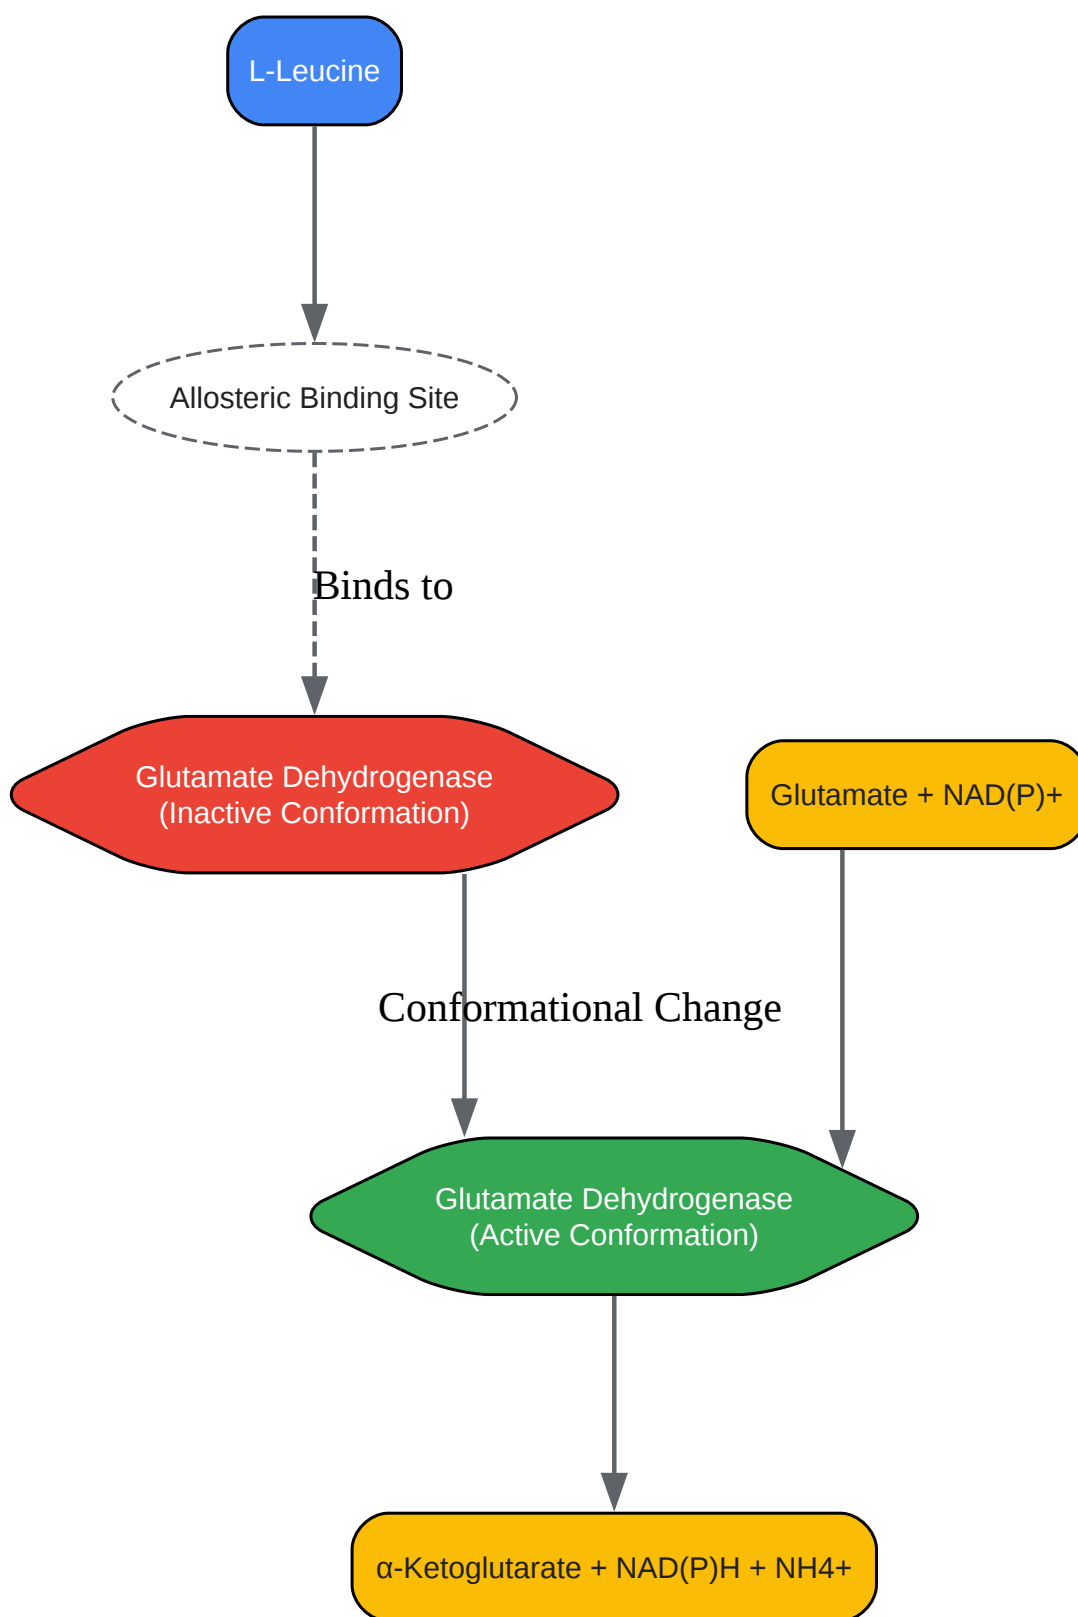 L-Leucine
Allosteric Binding Site
Binds to
Glutamate Dehydrogenase
(Inactive Conformation)
Glutamate + NAD(P)+
Conformational Change
Glutamate Dehydrogenase
(Active Conformation)
α-Ketoglutarate + NAD(P)H + NH4+